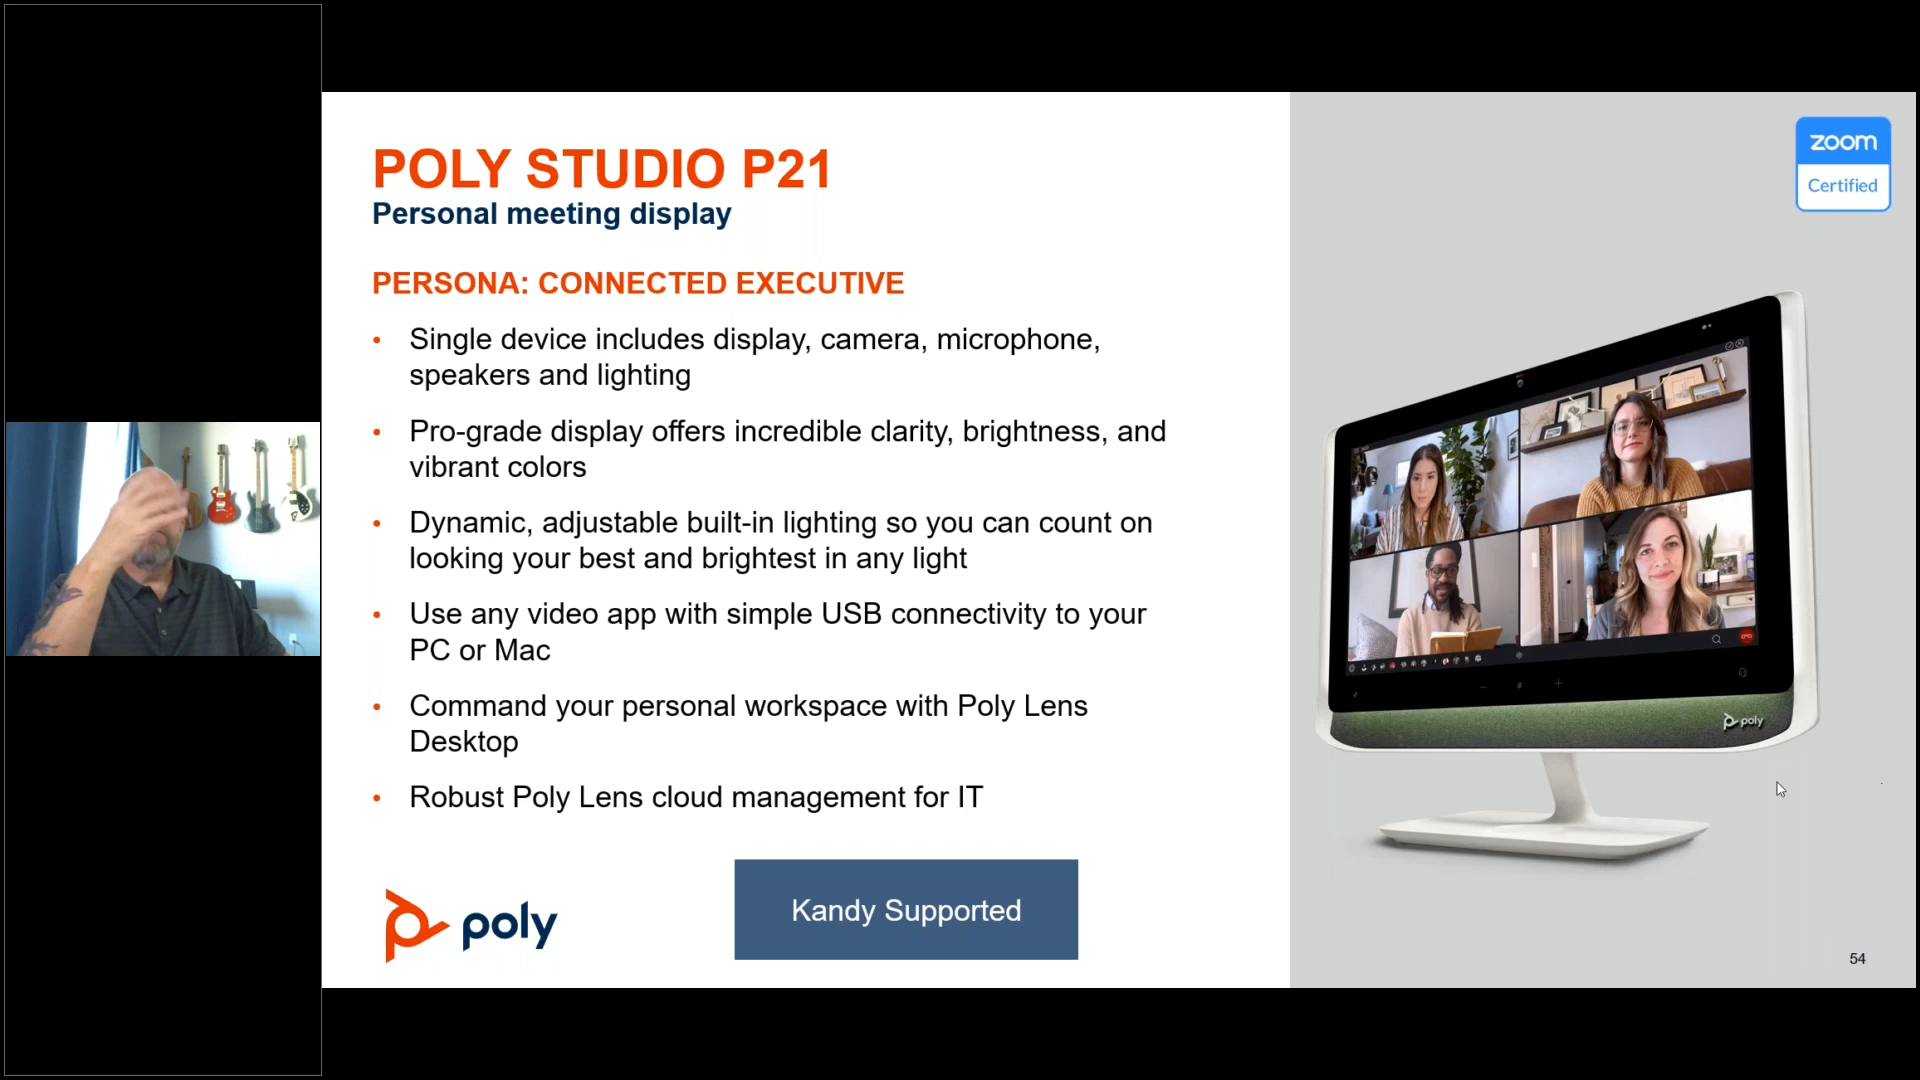 POLY STUDIO P21
Personal meeting display
PERSONA: CONNECTED EXECUTIVE
• Single device includes display, camera, microphone,
speakers and lighting
• Pro-grade display offers incredible clarity, brightness, and
vibrant colors
• Dynamic, adjustable built-in lighting so you can count on
looking your best and brightest in any light
• Use any video app with simple USB connectivity to your
PC or Mac
• Command your personal workspace with Poly Lens
Desktop
• Robust Poly Lens cloud management for IT
poly
Kandy Supported
zoom
Certified
poly
54